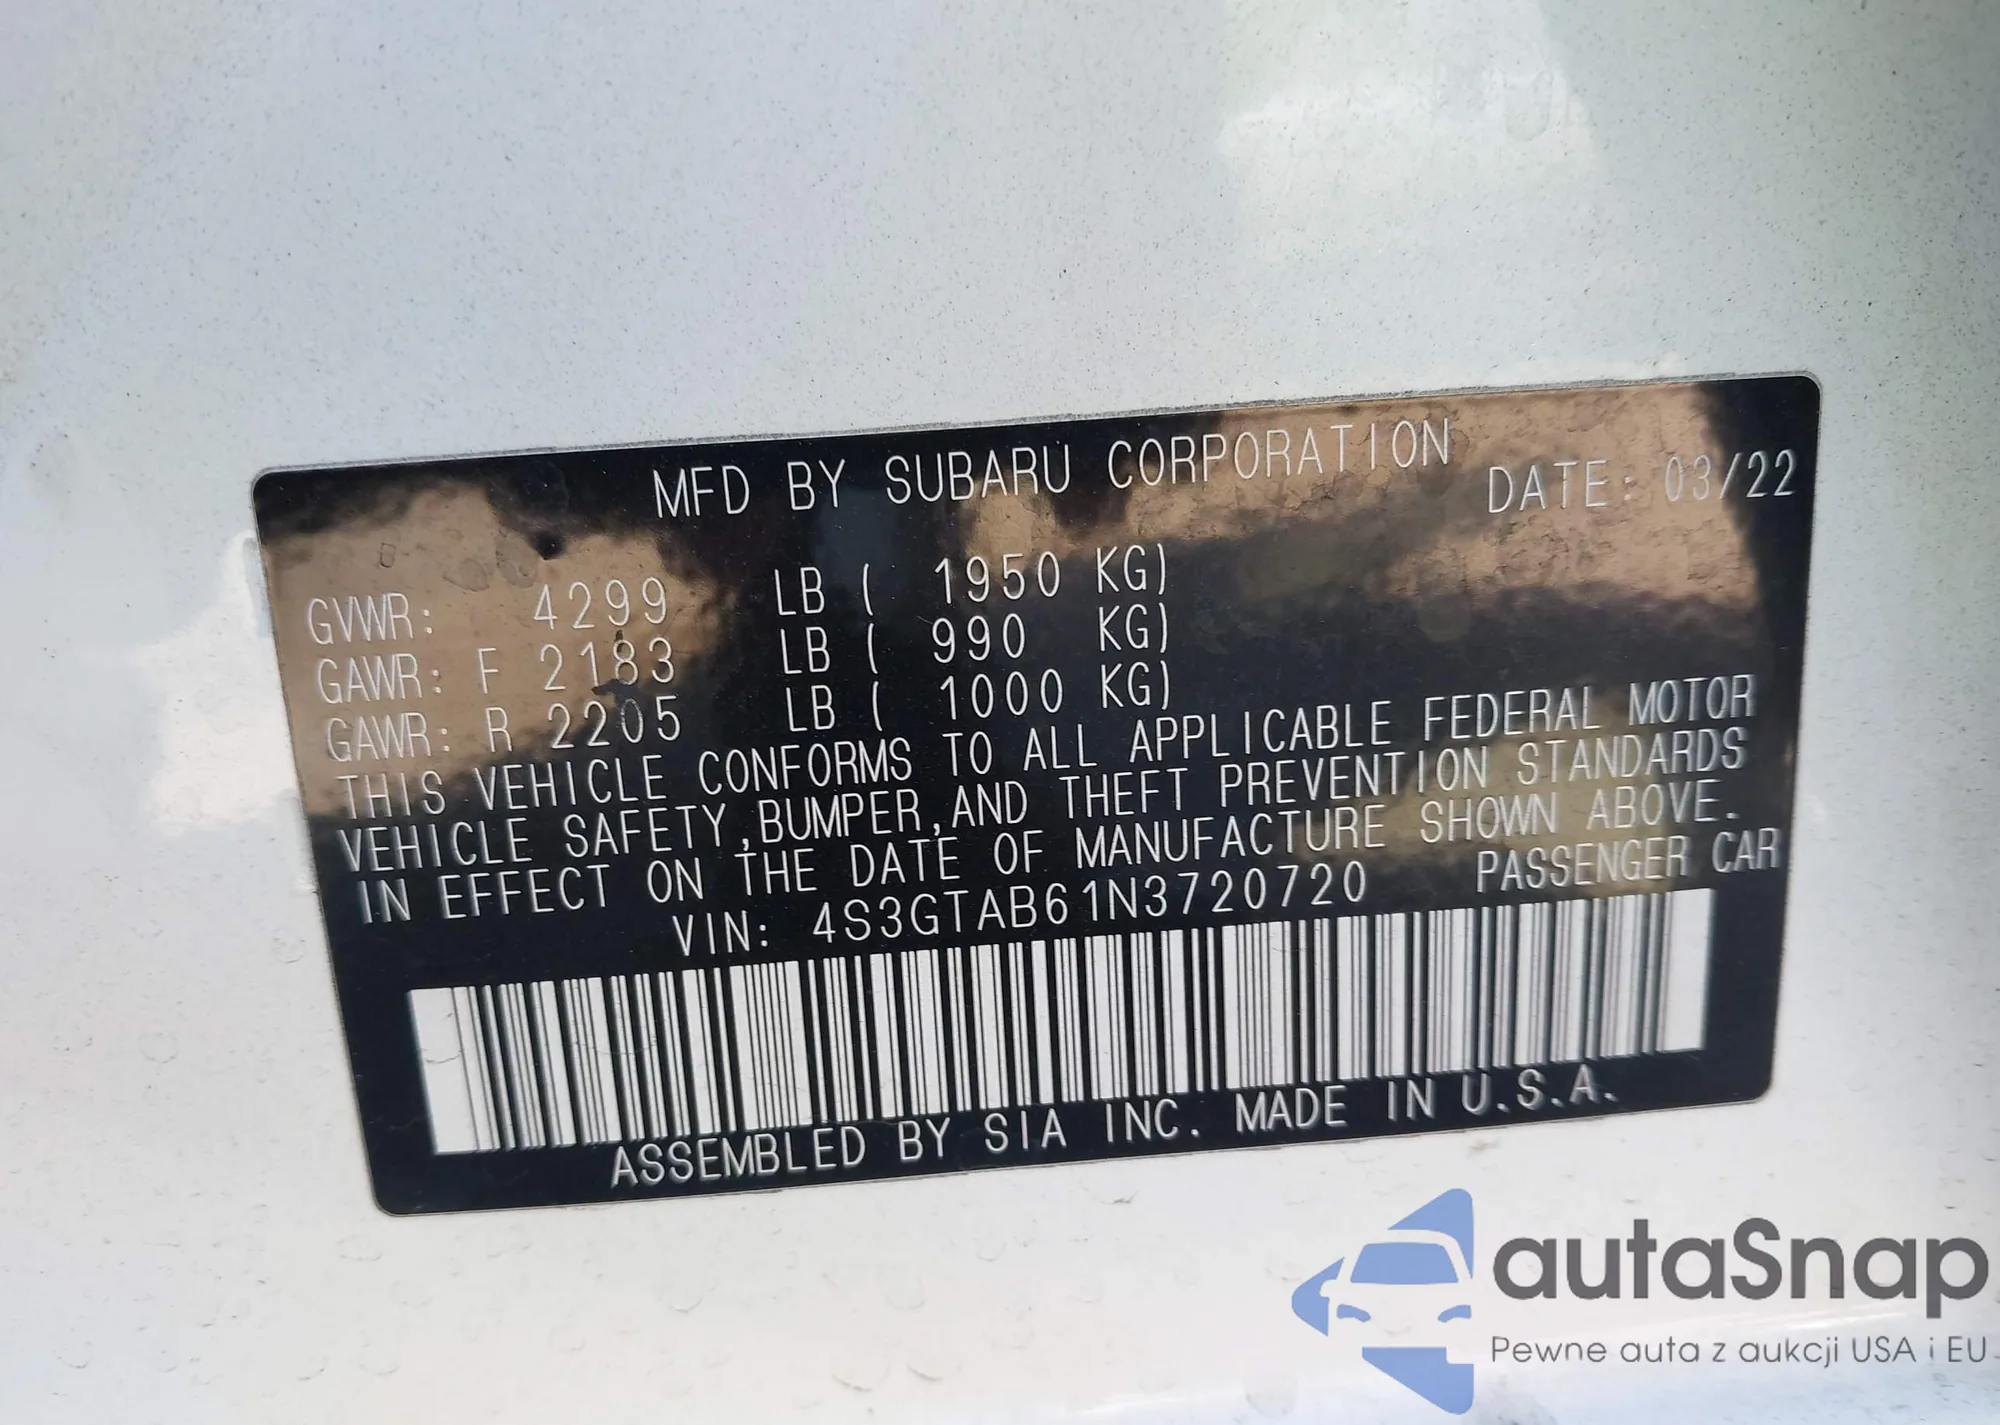 MFD BY SUBARU CORPORATION
DATE: 03/22
GVWR: 4299 LB ( 1950 KG)
GAWR: F 2183 LB ( 990 KG)
GAWR: R 2205 LB ( 1000 KG)
THIS VEHICLE CONFORMS TO ALL APPLICABLE FEDERAL MOTOR
VEHICLE SAFETY,BUMPER,AND THEFT PREVENTION STANDARDS
IN EFFECT ON THE DATE OF MANUFACTURE SHOWN ABOVE.
VIN: 4S3GTAB61N3720720 PASSENGER CAR
ASSEMBLED BY SIA INC. MADE IN U.S.A.
autaSnap
Pewne auta z aukcji USA i EU